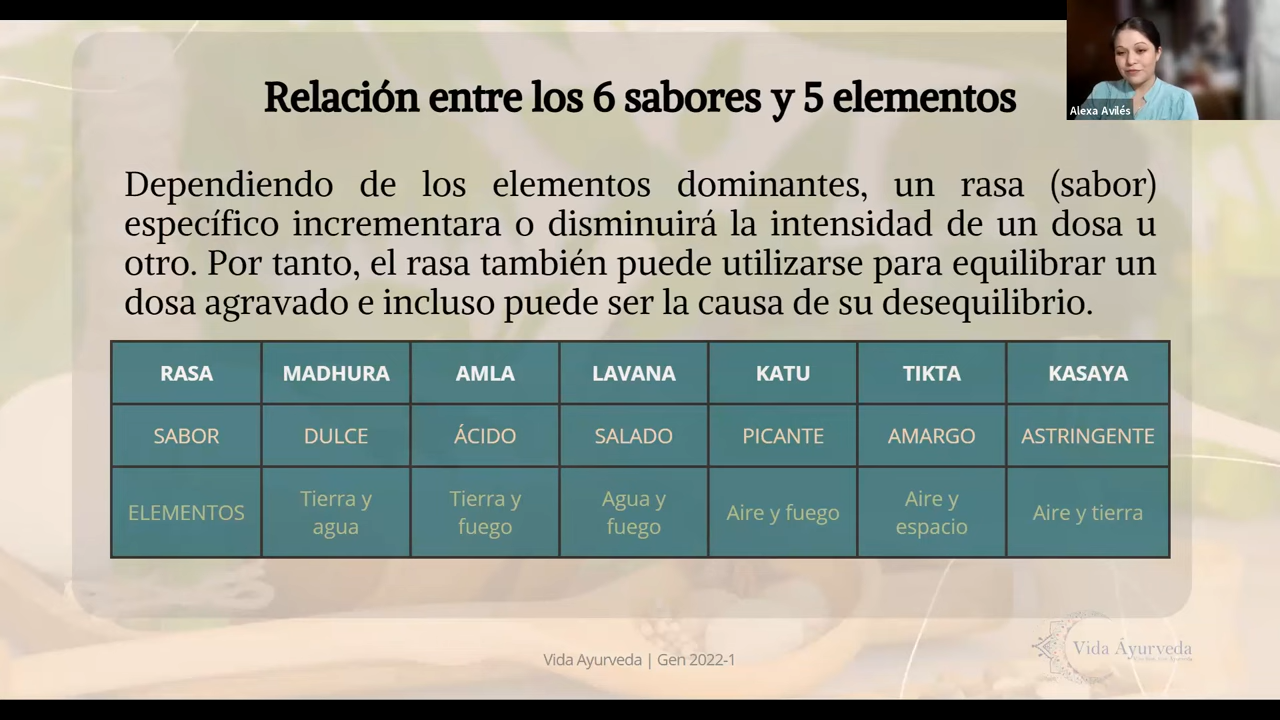 Relación entre los 6 sabores y 5 elementos
Alexa Avilés
Dependiendo de los elementos dominantes, un rasa (sabor)
específico incrementara o disminuirá la intensidad de un dosa u
otro. Por tanto, el rasa también puede utilizarse para equilibrar un
dosa agravado e incluso puede ser la causa de su desequilibrio.
RASA MADHURA AMLA LAVANA KATU TIKTA KASAYA
SABOR DULCE ÁCIDO SALADO PICANTE AMARGO ASTRINGENTE
ELEMENTOS Tierra y agua Tierra y fuego Agua y fuego Aire y fuego Aire y espacio Aire y tierra
Vida Ayurveda | Gen 2022-1
Vida Áyurveda